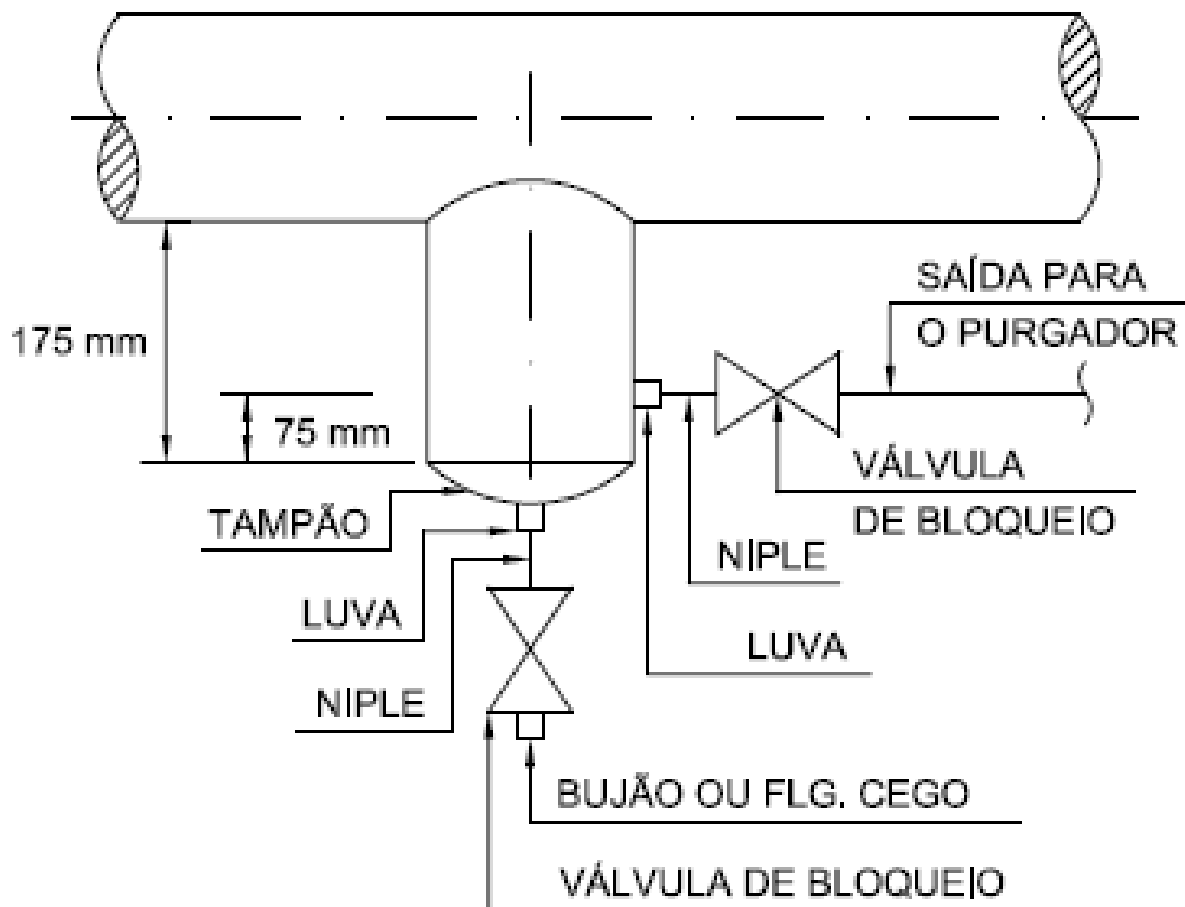 SAÍDA PARA
O PURGADOR
175 mm
75 mm
VÁLVULA
DE BLOQUEIO
TAMPÃO
NIPLE
LUVA
LUVA
NIPLE
BUJÃO OU FLG. CEGO
VÁLVULA DE BLOQUEIO